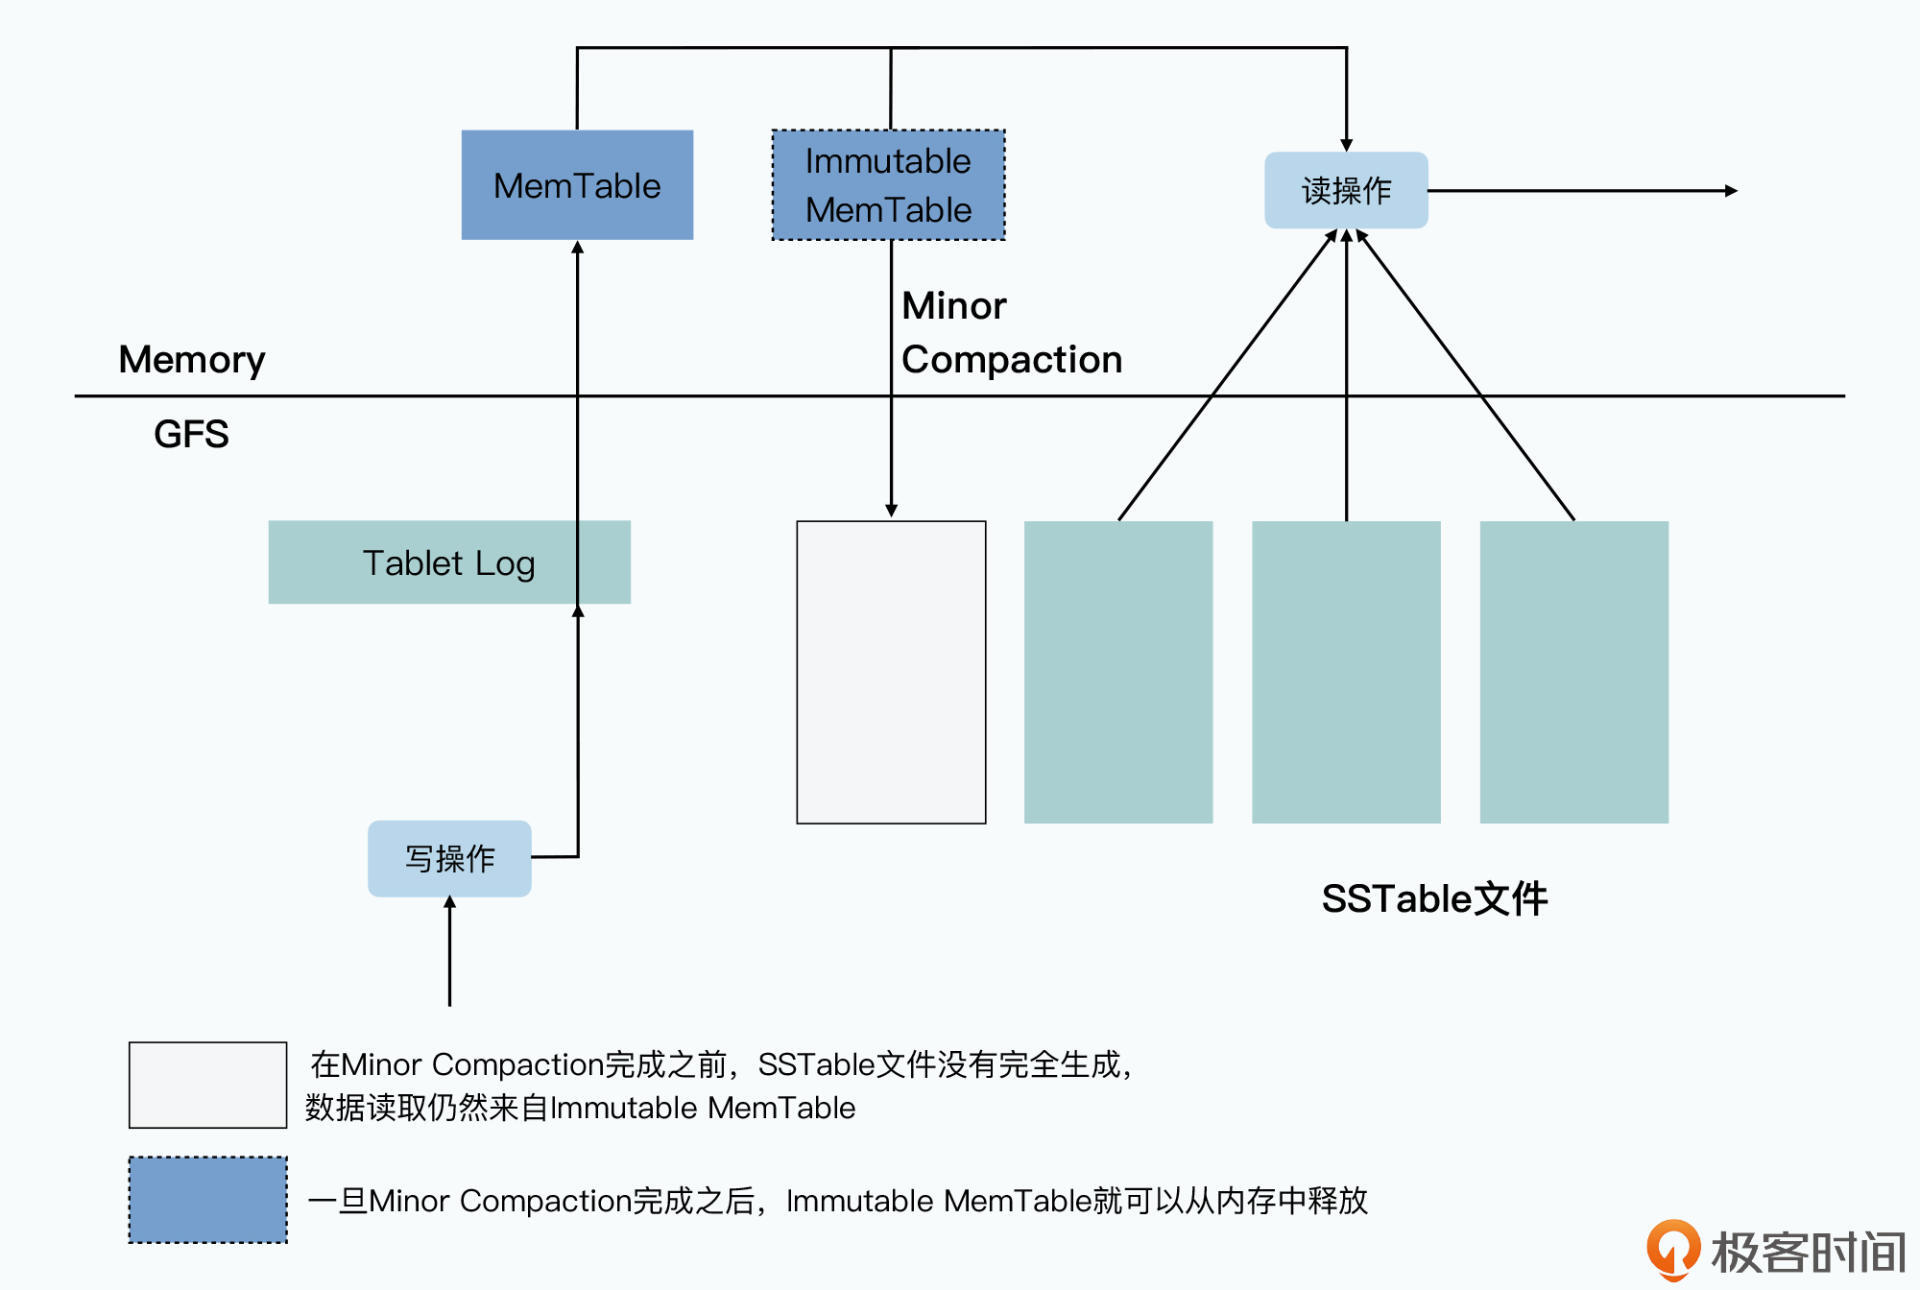 MemTable
Immutable
MemTable
读操作
Minor
Compaction
Memory
GFS
Tablet Log
写操作
SSTable文件
在Minor Compaction完成之前，SSTable文件没有完全生成，
数据读取仍然来自Immutable MemTable
一旦Minor Compaction完成之后，Immutable MemTable就可以从内存中释放
极客时间